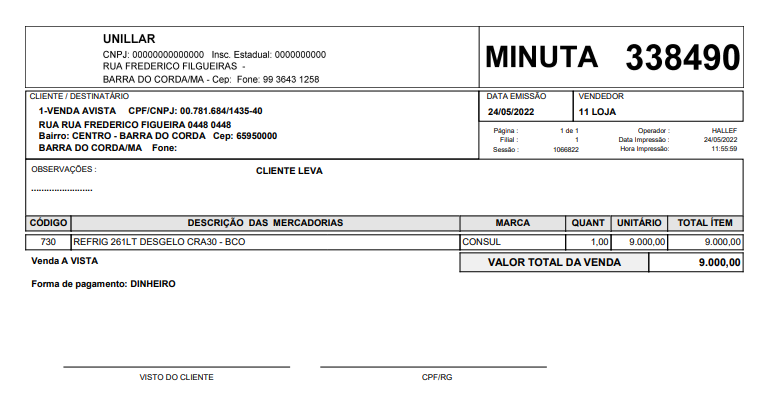 UNILLAR
CNPJ: 00000000000000 Insc. Estadual: 0000000000
RUA FREDERICO FILGUEIRAS -
BARRA DO CORDA/MA - Cep: Fone: 99 3643 1258
MINUTA 338490
CLIENTE / DESTINATÁRIO
1-VENDA AVISTA CPF/CNPJ: 00.781.684/1435-40
RUA RUA FREDERICO FIGUEIRA 0448 0448
Bairro: CENTRO - BARRA DO CORDA Cep: 65950000
BARRA DO CORDA/MA Fone:
DATA EMISSÃO
24/05/2022
VENDEDOR
11 LOJA
Página : 1 de 1 Operador : HALLEF
Filial : 1 Data Impressão : 24/05/2022
Sessão : 1066822 Hora Impressão: 11:55:59
OBSERVAÇÕES : CLIENTE LEVA
........................
CÓDIGO DESCRIÇÃO DAS MERCADORIAS MARCA QUANT UNITÁRIO TOTAL ÍTEM
730 REFRIG 261LT DESGELO CRA30 - BCO CONSUL 1,00 9.000,00 9.000,00
Venda A VISTA VALOR TOTAL DA VENDA 9.000,00
Forma de pagamento: DINHEIRO
VISTO DO CLIENTE CPF/RG